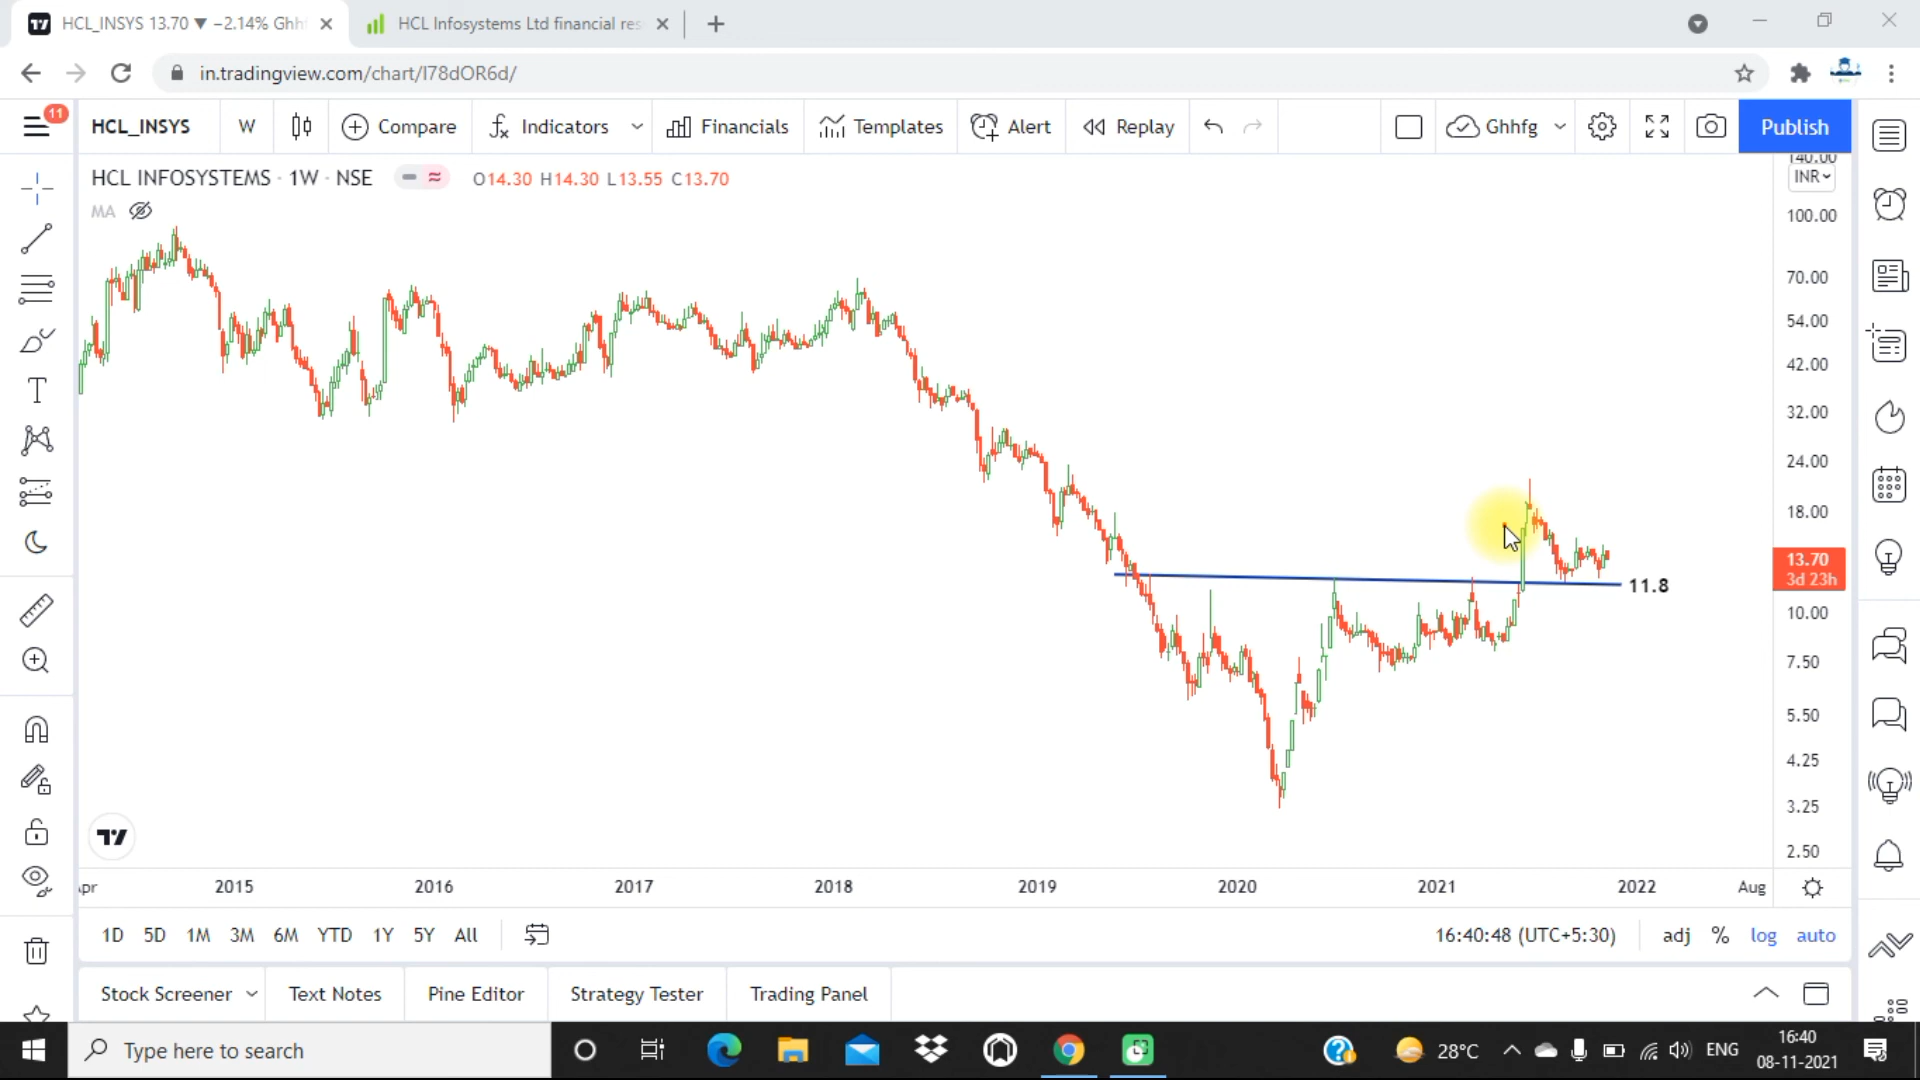 HCL_INSYS 13.70 ▼ −2.14% Ghh
HCL Infosystems Ltd financial res
in.tradingview.com/chart/I78dOR6d/
11
HCL_INSYS
W
Compare
Indicators
Financials
Templates
Alert
Replay
Ghhfg
Publish
HCL INFOSYSTEMS · 1W · NSE
O14.30 H14.30 L13.55 C13.70
MA
140.00
INR
100.00
70.00
54.00
42.00
32.00
24.00
18.00
13.70
3d 23h
11.8
10.00
7.50
5.50
4.25
3.25
2.50
2015
2016
2017
2018
2019
2020
2021
2022
Aug
1D 5D 1M 3M 6M YTD 1Y 5Y All
16:40:48 (UTC+5:30)
adj % log auto
Stock Screener
Text Notes
Pine Editor
Strategy Tester
Trading Panel
Type here to search
28°C
ENG
16:40
08-11-2021